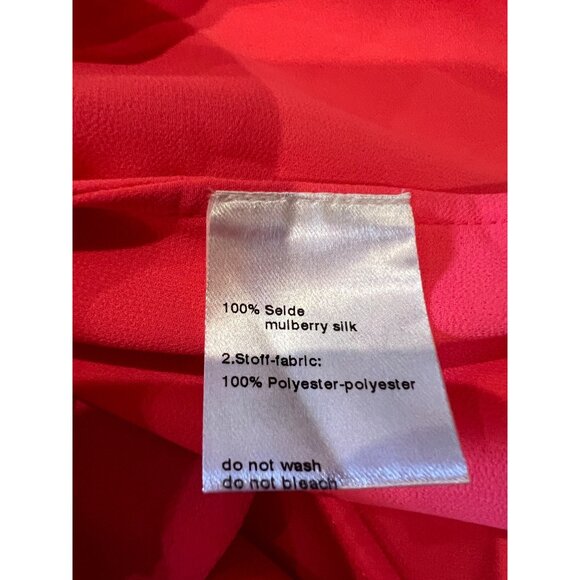 100% Seide
mulberry silk
2.Stoff-fabric:
100% Polyester-polyester
do not wash
do not bleach